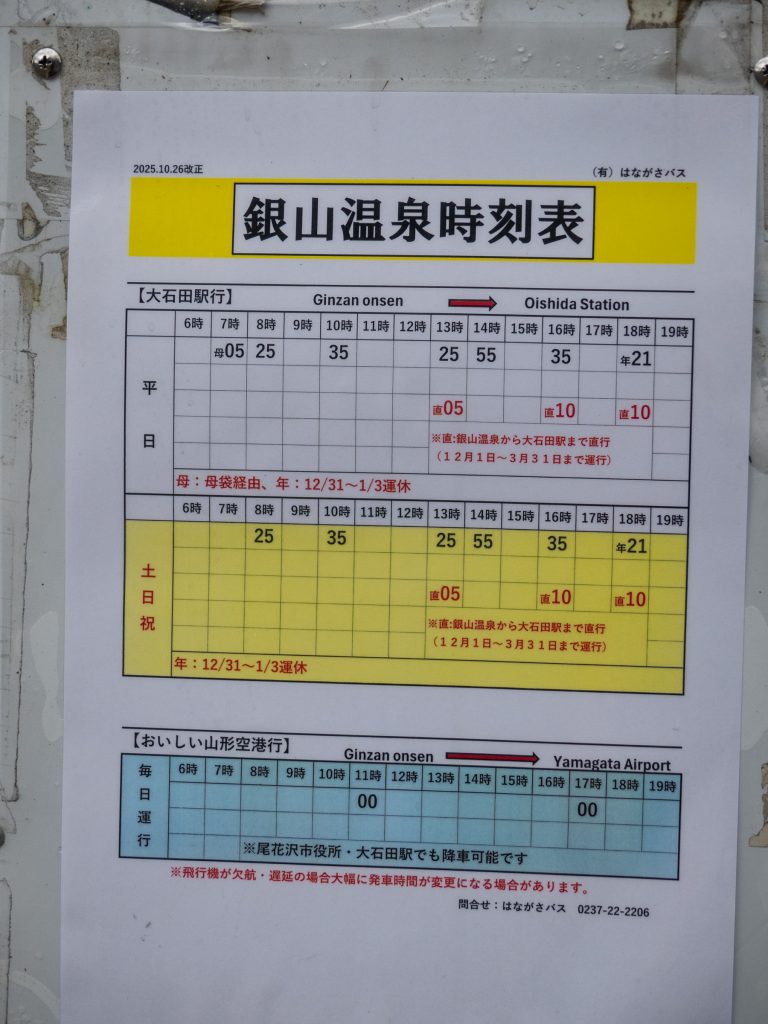 2025.10.26改正
（有）はながさバス
銀山温泉時刻表
【大石田駅行】 Ginzan onsen Oishida Station
6時 7時 8時 9時 10時 11時 12時 13時 14時 15時 16時 17時 18時 19時
平日
母05 25 35 25 55 35 年21
直05 直10 直10
※直:銀山温泉から大石田駅まで直行
（１２月１日～３月３１日まで運行）
母：母袋経由、年：12/31～1/3運休
6時 7時 8時 9時 10時 11時 12時 13時 14時 15時 16時 17時 18時 19時
土日祝
25 35 25 55 35 年21
直05 直10 直10
※直:銀山温泉から大石田駅まで直行
（１２月１日～３月３１日まで運行）
年：12/31～1/3運休
【おいしい山形空港行】 Ginzan onsen Yamagata Airport
毎日運行
6時 7時 8時 9時 10時 11時 12時 13時 14時 15時 16時 17時 18時 19時
00 00
※尾花沢市役所・大石田駅でも降車可能です
※飛行機が欠航・遅延の場合大幅に発車時間が変更になる場合があります。
問合せ：はながさバス 0237-22-2206